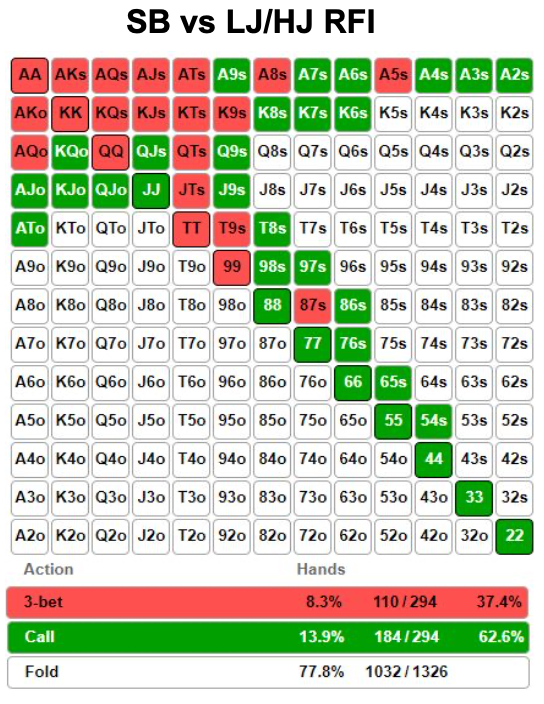 SB vs LJ/HJ RFI
AA AKs AQs AJs ATs A9s A8s A7s A6s A5s A4s A3s A2s
AKo KK KQs KJs KTs K9s K8s K7s K6s K5s K4s K3s K2s
AQo KQo QQ QJs QTs Q9s Q8s Q7s Q6s Q5s Q4s Q3s Q2s
AJo KJo QJo JJ JTs J9s J8s J7s J6s J5s J4s J3s J2s
ATo KTo QTo JTo TT T9s T8s T7s T6s T5s T4s T3s T2s
A9o K9o Q9o J9o T9o 99 98s 97s 96s 95s 94s 93s 92s
A8o K8o Q8o J8o T8o 98o 88 87s 86s 85s 84s 83s 82s
A7o K7o Q7o J7o T7o 97o 87o 77 76s 75s 74s 73s 72s
A6o K6o Q6o J6o T6o 96o 86o 76o 66 65s 64s 63s 62s
A5o K5o Q5o J5o T5o 95o 85o 75o 65o 55 54s 53s 52s
A4o K4o Q4o J4o T4o 94o 84o 74o 64o 54o 44 43s 42s
A3o K3o Q3o J3o T3o 93o 83o 73o 63o 53o 43o 33 32s
A2o K2o Q2o J2o T2o 92o 82o 72o 62o 52o 42o 32o 22
Action Hands
3-bet 8.3% 110/294 37.4%
Call 13.9% 184/294 62.6%
Fold 77.8% 1032/1326